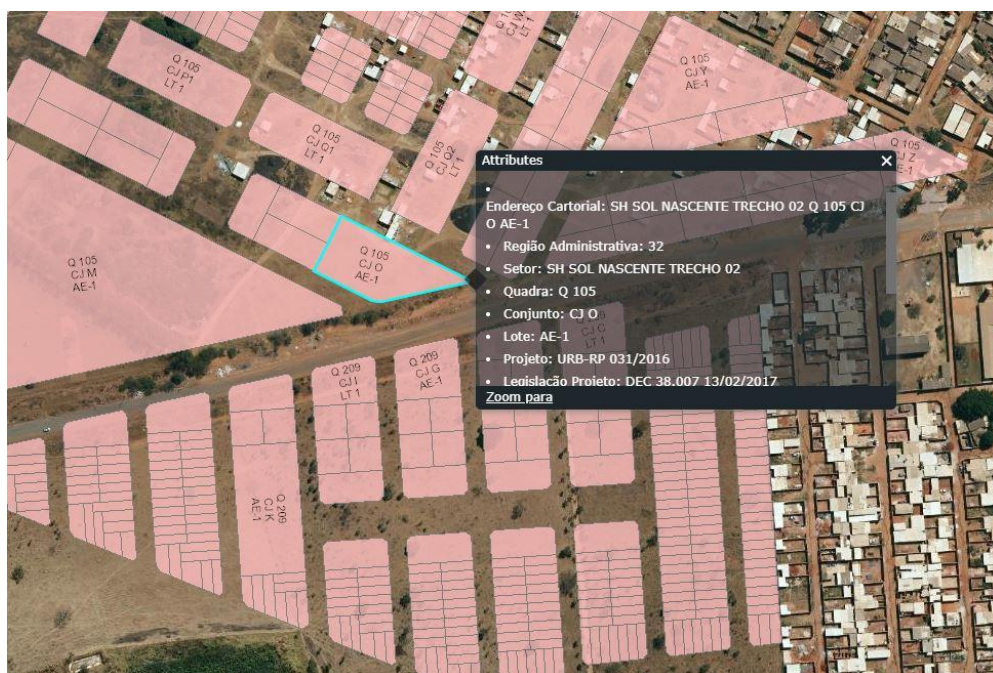 Q 105
CJ P1
LT 1
Q 105
CJ Y
AE-1
Q 105
CJ Q1
LT 1
Q 105
CJ Q2
LT 1
Q 105
CJ O
AE-1
Q 105
CJ M
AE-1
Attributes
Endereço Cartorial: SH SOL NASCENTE TRECHO 02 Q 105 CJ
O AE-1
Região Administrativa: 32
Setor: SH SOL NASCENTE TRECHO 02
Quadra: Q 105
Conjunto: CJ O
Lote: AE-1
Projeto: URB-RP 031/2016
Legislação Projeto: DEC 38.007 13/02/2017
Zoom para
Q 105
Q 209
CJ I
LT 1
Q 209
CJ G
AE-1
LT 1
Q 209
CJ K
AE-1